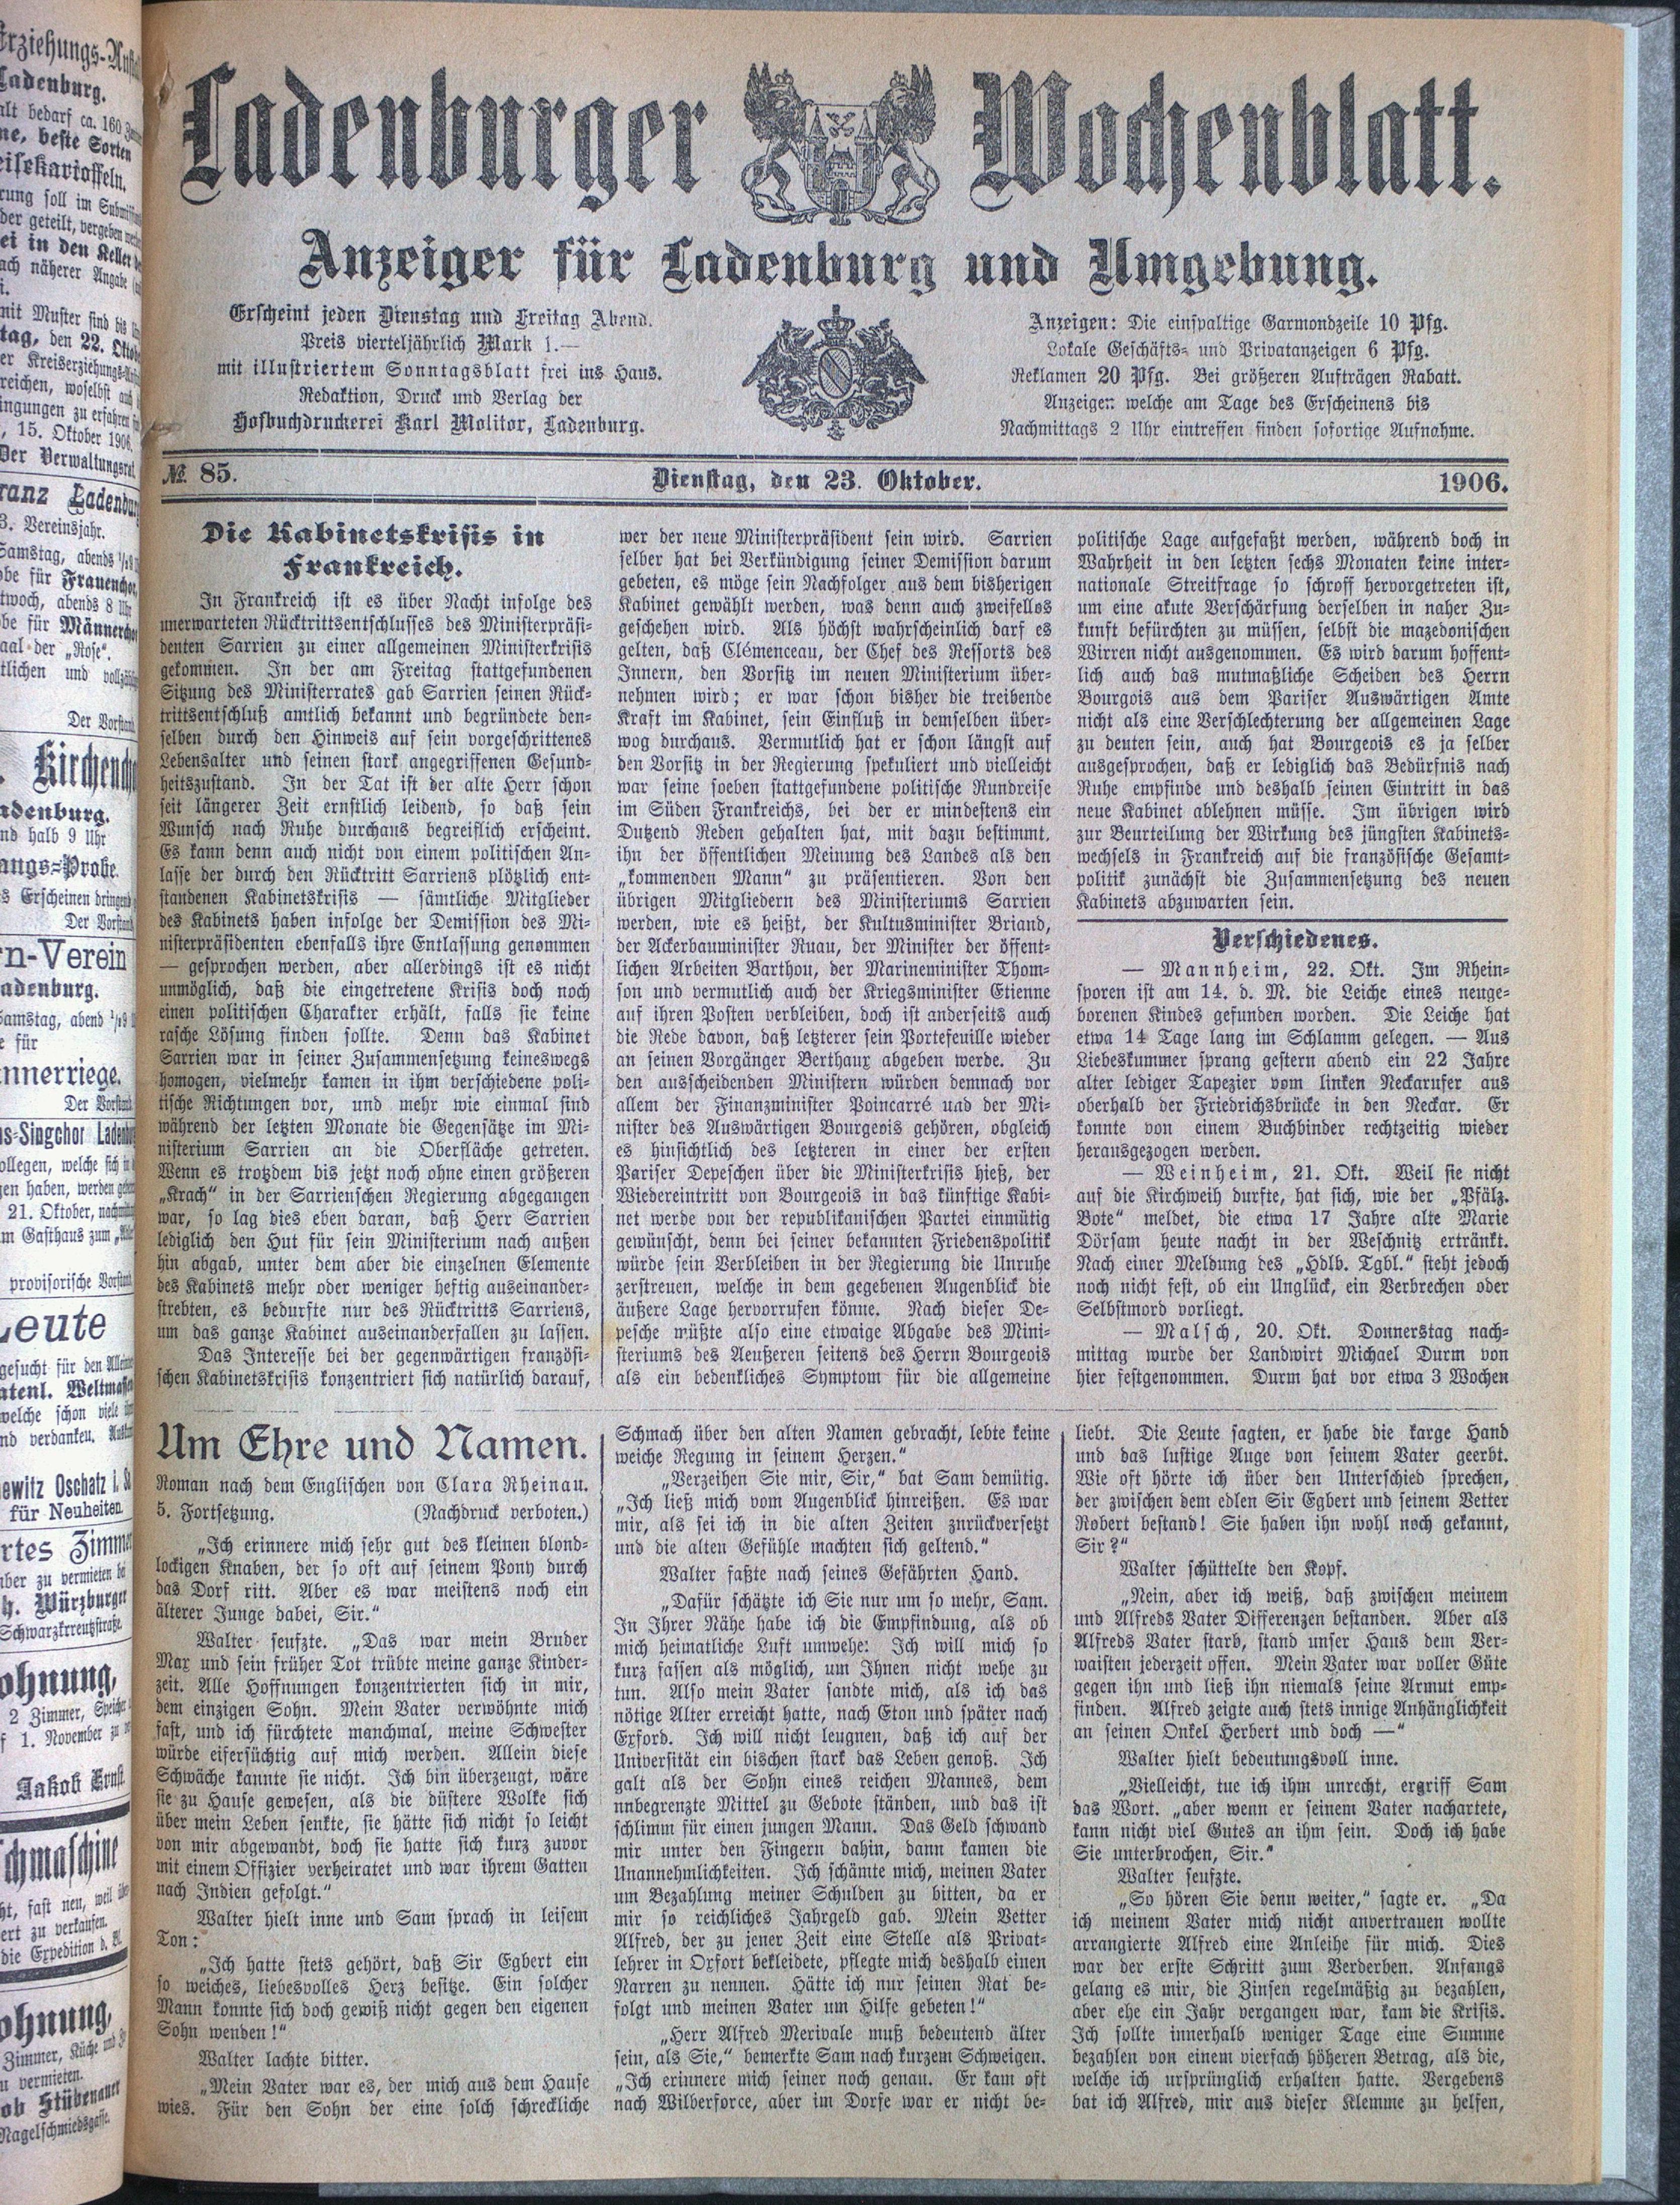 Ladenburger Wochenblatt.
Anzeiger für Ladenburg und Umgebung.
Erscheint jeden Dienstag und Freitag Abend.
Preis vierteljährlich Mark 1.—
mit illustriertem Sonntagsblatt frei ins Haus.
Redaktion, Druck und Verlag der
Hofbuchdruckerei Karl Molitor, Ladenburg.
Anzeigen: Die einspaltige Garmondzeile 10 Pfg.
Lokale Geschäfts- und Privatanzeigen 6 Pfg.
Reklamen 20 Pfg. Bei größeren Aufträgen Rabatt.
Anzeigen welche am Tage des Erscheinens bis
Nachmittags 2 Uhr eintreffen finden sofortige Aufnahme.
№ 85. Dienstag, den 23. Oktober. 1906.
Die Kabinetskrisis in
Frankreich.
In Frankreich ist es über Nacht infolge des
unerwarteten Rücktrittsentschlusses des Ministerpräsi-
denten Sarrien zu einer allgemeinen Ministerkrisis
gekommen. In der am Freitag stattgefundenen
Sitzung des Ministerrates gab Sarrien seinen Rück-
trittsentschluß amtlich bekannt und begründete den-
selben durch den Hinweis auf sein vorgeschrittenes
Lebensalter und seinen stark angegriffenen Gesund-
heitszustand. In der Tat ist der alte Herr schon
seit längerer Zeit ernstlich leidend, so daß sein
Wunsch nach Ruhe durchaus begreiflich erscheint.
Es kann denn auch nicht von einem politischen An-
lasse der durch den Rücktritt Sarriens plötzlich ent-
standenen Kabinetskrisis — sämtliche Mitglieder
des Kabinets haben infolge der Demission des Mi-
nisterpräsidenten ebenfalls ihre Entlassung genommen
— gesprochen werden, aber allerdings ist es nicht
unmöglich, daß die eingetretene Krisis doch noch
einen politischen Charakter erhält, falls sie keine
rasche Lösung finden sollte. Denn das Kabinet
Sarrien war in seiner Zusammensetzung keineswegs
homogen, vielmehr kamen in ihm verschiedene poli-
tische Richtungen vor, und mehr wie einmal sind
während der letzten Monate die Gegensätze im Mi-
nisterium Sarrien an die Oberfläche getreten.
Wenn es trotzdem bis jetzt noch ohne einen größeren
„Krach“ in der Sarrienschen Regierung abgegangen
war, so lag dies eben daran, daß Herr Sarrien
lediglich den Hut für sein Ministerium nach außen
hin abgab, unter dem aber die einzelnen Elemente
des Kabinets mehr oder weniger heftig auseinander-
strebten, es bedurfte nur des Rücktritts Sarriens,
um das ganze Kabinet auseinanderfallen zu lassen.
Das Interesse bei der gegenwärtigen französi-
schen Kabinetskrisis konzentriert sich natürlich darauf,
wer der neue Ministerpräsident sein wird. Sarrien
selber hat bei Verkündigung seiner Demission darum
gebeten, es möge sein Nachfolger aus dem bisherigen
Kabinet gewählt werden, was denn auch zweifellos
geschehen wird. Als höchst wahrscheinlich darf es
gelten, daß Clémenceau, der Chef des Ressorts des
Innern, den Vorsitz im neuen Ministerium über-
nehmen wird; er war schon bisher die treibende
Kraft im Kabinet, sein Einfluß in demselben über-
wog durchaus. Vermutlich hat er schon längst auf
den Vorsitz in der Regierung spekuliert und vielleicht
war seine soeben stattgefundene politische Rundreise
im Süden Frankreichs, bei der er mindestens ein
Dutzend Reden gehalten hat, mit dazu bestimmt,
ihn der öffentlichen Meinung des Landes als den
„kommenden Mann“ zu präsentieren. Von den
übrigen Mitgliedern des Ministeriums Sarrien
werden, wie es heißt, der Kultusminister Briand,
der Ackerbauminister Ruau, der Minister der öffent-
lichen Arbeiten Barthou, der Marineminister Thom-
son und vermutlich auch der Kriegsminister Etienne
auf ihren Posten verbleiben, doch ist anderseits auch
die Rede davon, daß letzterer sein Portefeuille wieder
an seinen Vorgänger Berthaux abgeben werde. Zu
den ausscheidenden Ministern würden demnach vor
allem der Finanzminister Poincarré uad der Mi-
nister des Auswärtigen Bourgeois gehören, obgleich
es hinsichtlich des letzteren in einer der ersten
Pariser Depeschen über die Ministerkrisis hieß, der
Wiedereintritt von Bourgeois in das künftige Kabi-
net werde von der republikanischen Partei einmütig
gewünscht, denn bei seiner bekannten Friedenspolitik
würde sein Verbleiben in der Regierung die Unruhe
zerstreuen, welche in dem gegebenen Augenblick die
äußere Lage hervorrufen könne. Nach dieser De-
pesche müßte also eine etwaige Abgabe des Mini-
steriums des Aeußeren seitens des Herrn Bourgeois
als ein bedenkliches Symptom für die allgemeine
politische Lage aufgefaßt werden, während doch in
Wahrheit in den letzten sechs Monaten keine inter-
nationale Streitfrage so schroff hervorgetreten ist,
um eine akute Verschärfung derselben in naher Zu-
kunft befürchten zu müssen, selbst die mazedonischen
Wirren nicht ausgenommen. Es wird darum hoffent-
lich auch das mutmaßliche Scheiden des Herrn
Bourgois aus dem Pariser Auswärtigen Amte
nicht als eine Verschlechterung der allgemeinen Lage
zu deuten sein, auch hat Bourgeois es ja selber
ausgesprochen, daß er lediglich das Bedürfnis nach
Ruhe empfinde und deshalb seinen Eintritt in das
neue Kabinet ablehnen müsse. Im übrigen wird
zur Beurteilung der Wirkung des jüngsten Kabinets-
wechsels in Frankreich auf die französische Gesamt-
politik zunächst die Zusammensetzung des neuen
Kabinets abzuwarten sein.
Verschiedenes.
— Mannheim, 22. Okt. Im Rhein-
sporen ist am 14. d. M. die Leiche eines neuge-
borenen Kindes gefunden worden. Die Leiche hat
etwa 14 Tage lang im Schlamm gelegen. — Aus
Liebeskummer sprang gestern abend ein 22 Jahre
alter lediger Tapezier vom linken Neckarufer aus
oberhalb der Friedrichsbrücke in den Neckar. Er
konnte von einem Buchbinder rechtzeitig wieder
herausgezogen werden.
— Weinheim, 21. Okt. Weil sie nicht
auf die Kirchweih durfte, hat sich, wie der „Pfälz.
Bote“ meldet, die etwa 17 Jahre alte Marie
Dörsam heute nacht in der Weschnitz ertränkt.
Nach einer Meldung des „Hdlb. Tgbl.“ steht jedoch
noch nicht fest, ob ein Unglück, ein Verbrechen oder
Selbstmord vorliegt.
— Malsch, 20. Okt. Donnerstag nach-
mittag wurde der Landwirt Michael Durm von
hier festgenommen. Durm hat vor etwa 3 Wochen
Um Ehre und Namen.
Roman nach dem Englischen von Clara Rheinau.
5. Fortsetzung. (Nachdruck verboten.)
„Ich erinnere mich sehr gut des kleinen blond-
lockigen Knaben, der so oft auf seinem Pony durch
das Dorf ritt. Aber es war meistens noch ein
älterer Junge dabei, Sir.“
Walter seufzte. „Das war mein Bruder
Max und sein früher Tot trübte meine ganze Kinder-
zeit. Alle Hoffnungen konzentrierten sich in mir,
dem einzigen Sohn. Mein Vater verwöhnte mich
fast, und ich fürchtete manchmal, meine Schwester
würde eifersüchtig auf mich werden. Allein diese
Schwäche kannte sie nicht. Ich bin überzeugt, wäre
sie zu Hause gewesen, als die düstere Wolke sich
über mein Leben senkte, sie hätte sich nicht so leicht
von mir abgewandt, doch sie hatte sich kurz zuvor
mit einem Offizier verheiratet und war ihrem Gatten
nach Indien gefolgt.“
Walter hielt inne und Sam sprach in leisem
Ton:
„Ich hatte stets gehört, daß Sir Egbert ein
so weiches, liebesvolles Herz besitze. Ein solcher
Mann konnte sich doch gewiß nicht gegen den eigenen
Sohn wenden!“
Walter lachte bitter.
„Mein Vater war es, der mich aus dem Hause
wies. Für den Sohn der eine solch schreckliche
Schmach über den alten Namen gebracht, lebte keine
weiche Regung in seinem Herzen.“
„Verzeihen Sie mir, Sir,“ bat Sam demütig.
„Ich ließ mich vom Augenblick hinreißen. Es war
mir, als sei ich in die alten Zeiten zurückversetzt
und die alten Gefühle machten sich geltend.“
Walter faßte nach seines Gefährten Hand.
„Dafür schätze ich Sie nur um so mehr, Sam.
In Ihrer Nähe habe ich die Empfindung, als ob
mich heimatliche Luft umwehe: Ich will mich so
kurz fassen als möglich, um Ihnen nicht wehe zu
tun. Also mein Vater sandte mich, als ich das
nötige Alter erreicht hatte, nach Eton und später nach
Exford. Ich will nicht leugnen, daß ich auf der
Universität ein bischen stark das Leben genoß. Ich
galt als der Sohn eines reichen Mannes, dem
unbegrenzte Mittel zu Gebote ständen, und das ist
schlimm für einen jungen Mann. Das Geld schwand
mir unter den Fingern dahin, dann kamen die
Unannehmlichkeiten. Ich schämte mich, meinen Vater
um Bezahlung meiner Schulden zu bitten, da er
mir so reichliches Jahrgeld gab. Mein Vetter
Alfred, der zu jener Zeit eine Stelle als Privat-
lehrer in Oxfort bekleidete, pflegte mich deshalb einen
Narren zu nennen. Hätte ich nur seinen Rat be-
folgt und meinen Vater um Hilfe gebeten!“
„Herr Alfred Merivale muß bedeutend älter
sein, als Sie,“ bemerkte Sam nach kurzem Schweigen.
„Ich erinnere mich seiner noch genau. Er kam oft
nach Wilberforce, aber im Dorfe war er nicht be-
liebt. Die Leute sagten, er habe die karge Hand
und das lustige Auge von seinem Vater geerbt.
Wie oft hörte ich über den Unterschied sprechen,
der zwischen dem edlen Sir Egbert und seinem Vetter
Robert bestand! Sie haben ihn wohl noch gekannt,
Sir?“
Walter schüttelte den Kopf.
„Nein, aber ich weiß, daß zwischen meinem
und Alfreds Vater Differenzen bestanden. Aber als
Alfreds Vater starb, stand unser Haus dem Ver-
waisten jederzeit offen. Mein Vater war voller Güte
gegen ihn und ließ ihn niemals seine Armut emp-
finden. Alfred zeigte auch stets innige Anhänglichkeit
an seinen Onkel Herbert und doch —“
Walter hielt bedeutungsvoll inne.
„Vielleicht, tue ich ihm unrecht, ergriff Sam
das Wort. „aber wenn er seinem Vater nachartete,
kann nicht viel Gutes an ihm sein. Doch ich habe
Sie unterbrochen, Sir.“
Walter seufzte.
„So hören Sie denn weiter,“ sagte er. „Da
ich meinem Vater mich nicht anvertrauen wollte
arrangierte Alfred eine Anleihe für mich. Dies
war der erste Schritt zum Verderben. Anfangs
gelang es mir, die Zinsen regelmäßig zu bezahlen,
aber ehe ein Jahr vergangen war, kam die Krisis.
Ich sollte innerhalb weniger Tage eine Summe
bezahlen von einem vierfach höheren Betrag, als die,
welche ich ursprünglich erhalten hatte. Vergebens
bat ich Alfred, mir aus dieser Klemme zu helfen,